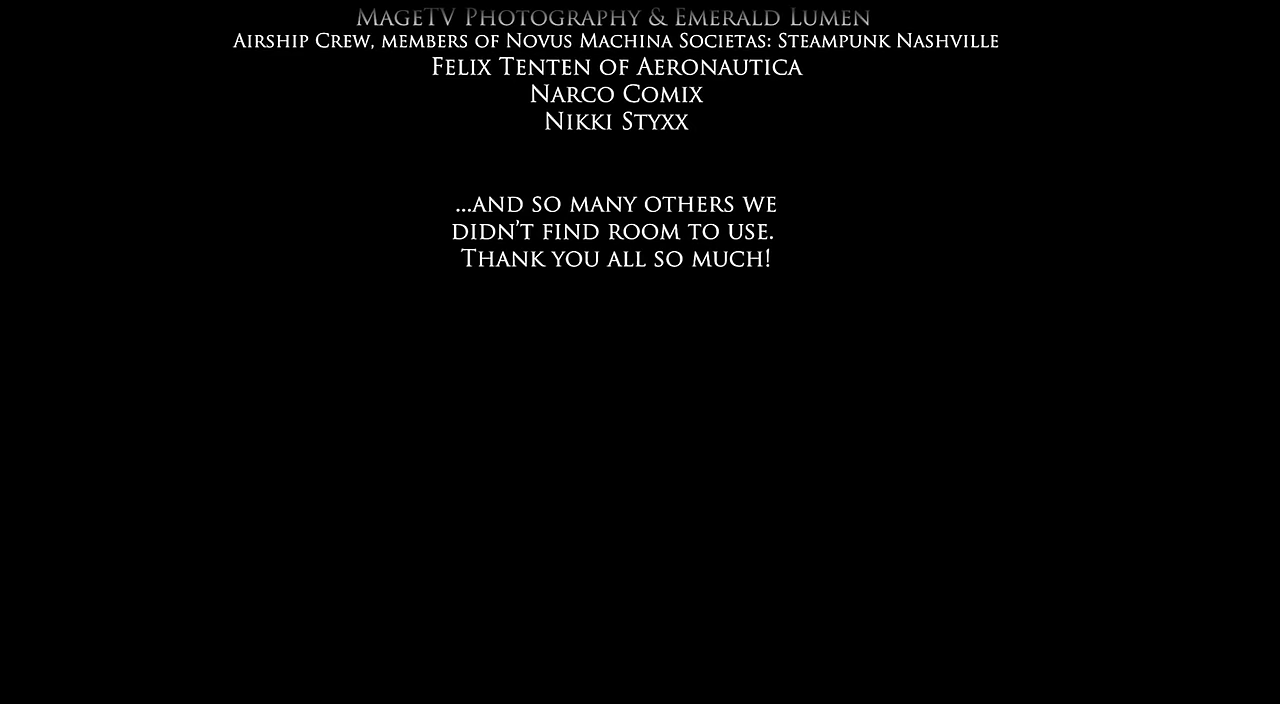 MageTV Photography & Emerald Lumen
Airship Crew, members of Novus Machina Societas: Steampunk Nashville
Felix Tenten of Aeronautica
Narco Comix
Nikki Styxx
...and so many others we
didn't find room to use.
Thank you all so much!